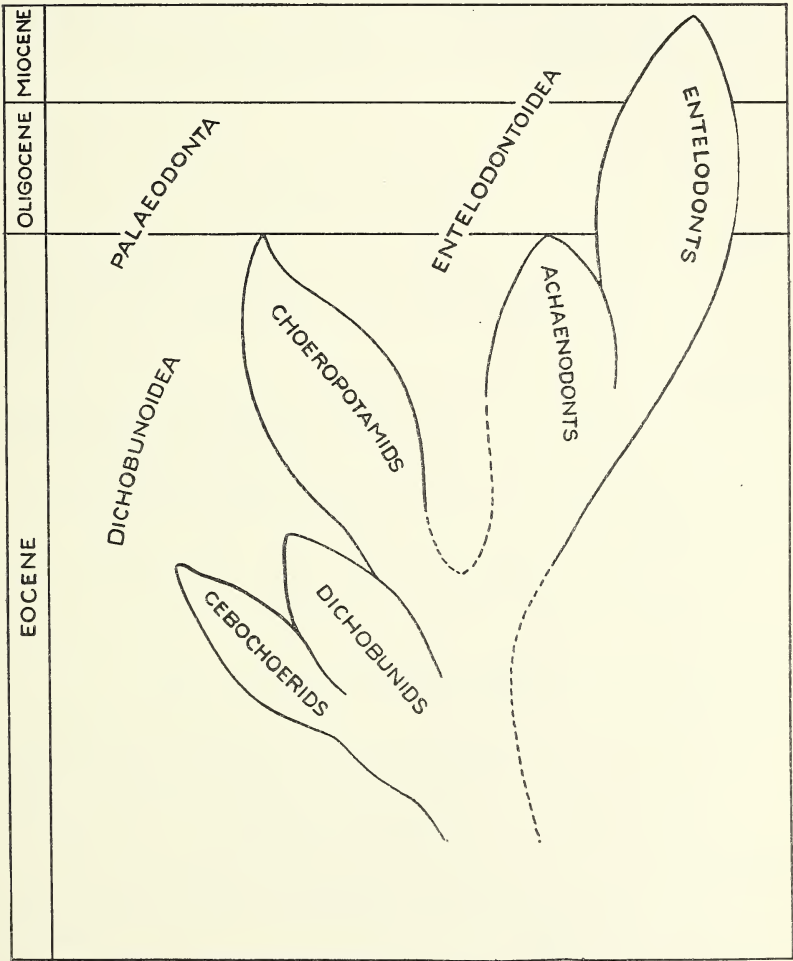 MIOCENE
OLIGOCENE
EOCENE
PALAEODONTA
ENTELODONTOIDEA
ENTELODONTS
DICHOBUNOIDEA
CHOEROPOTAMIDS
ACHAENODONTS
CEBOCHOERIDS
DICHOBUNIDS